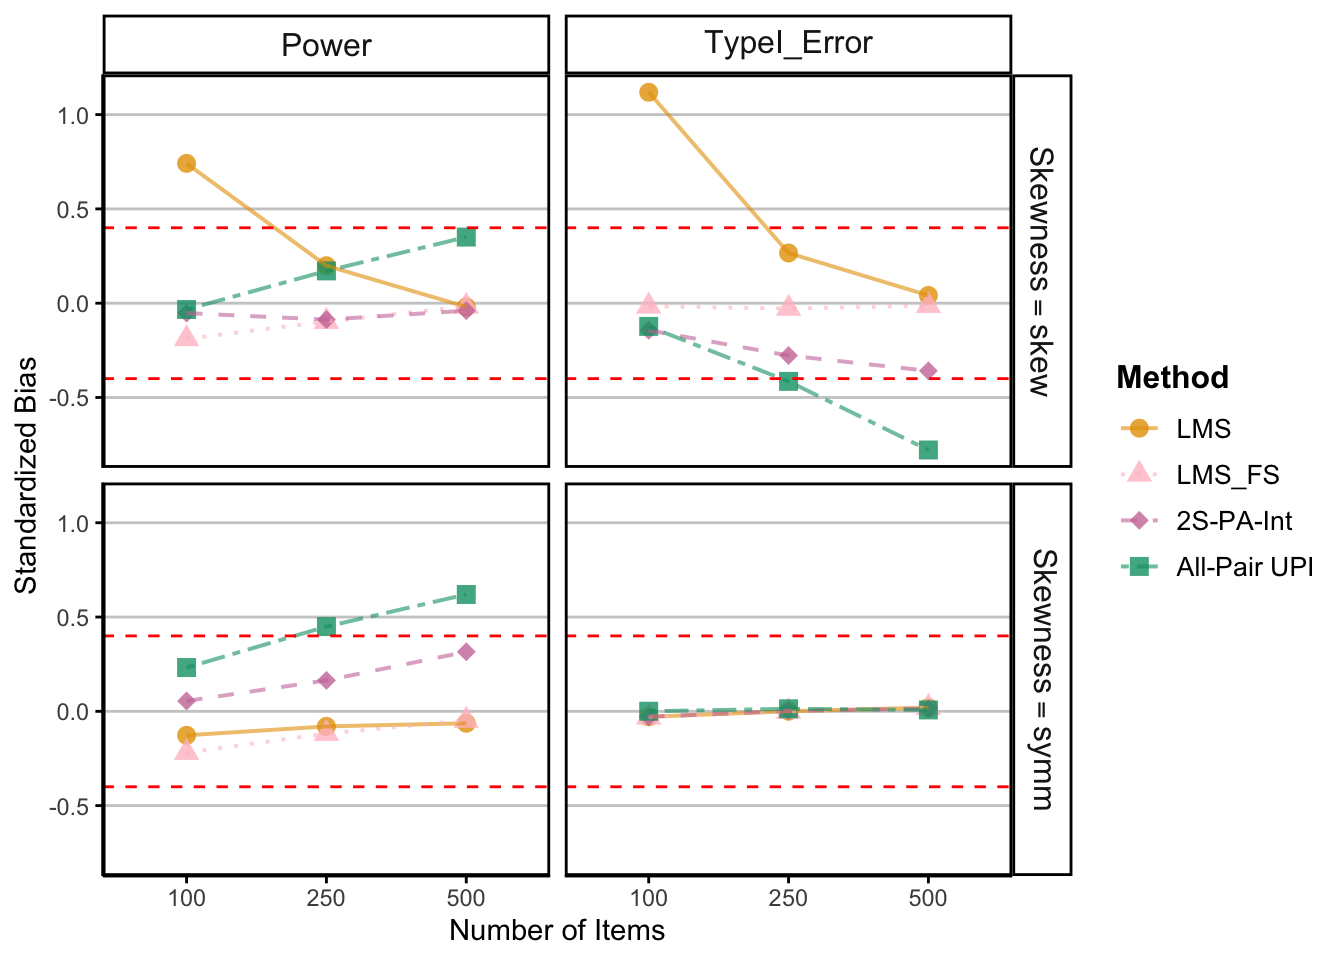 Power
TypeI_Error
1.0
0.5
0.0
-0.5
Skewness = skew
1.0
0.5
0.0
-0.5
Skewness = symm
100
250
500
100
250
500
Number of Items
Standardized Bias
Method
LMS
LMS_FS
2S-PA-Int
All-Pair UPI